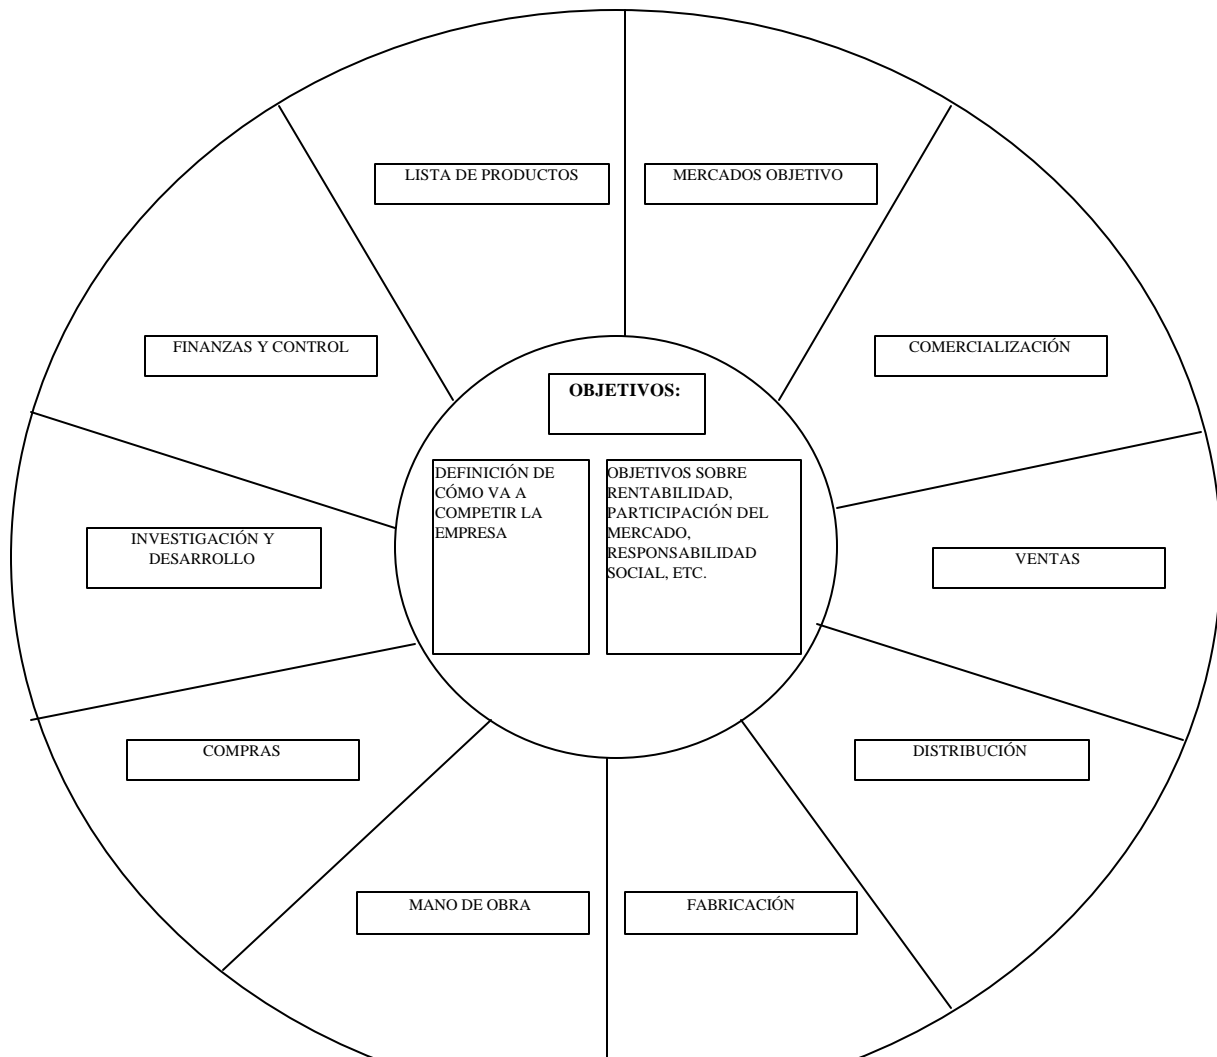 LISTA DE PRODUCTOS
MERCADOS OBJETIVO
FINANZAS Y CONTROL
COMERCIALIZACIÓN
OBJETIVOS:
DEFINICIÓN DE
CÓMO VA A
COMPETIR LA
EMPRESA
OBJETIVOS SOBRE
RENTABILIDAD,
PARTICIPACIÓN DEL
MERCADO,
RESPONSABILIDAD
SOCIAL, ETC.
INVESTIGACIÓN Y
DESARROLLO
VENTAS
COMPRAS
DISTRIBUCIÓN
MANO DE OBRA
FABRICACIÓN